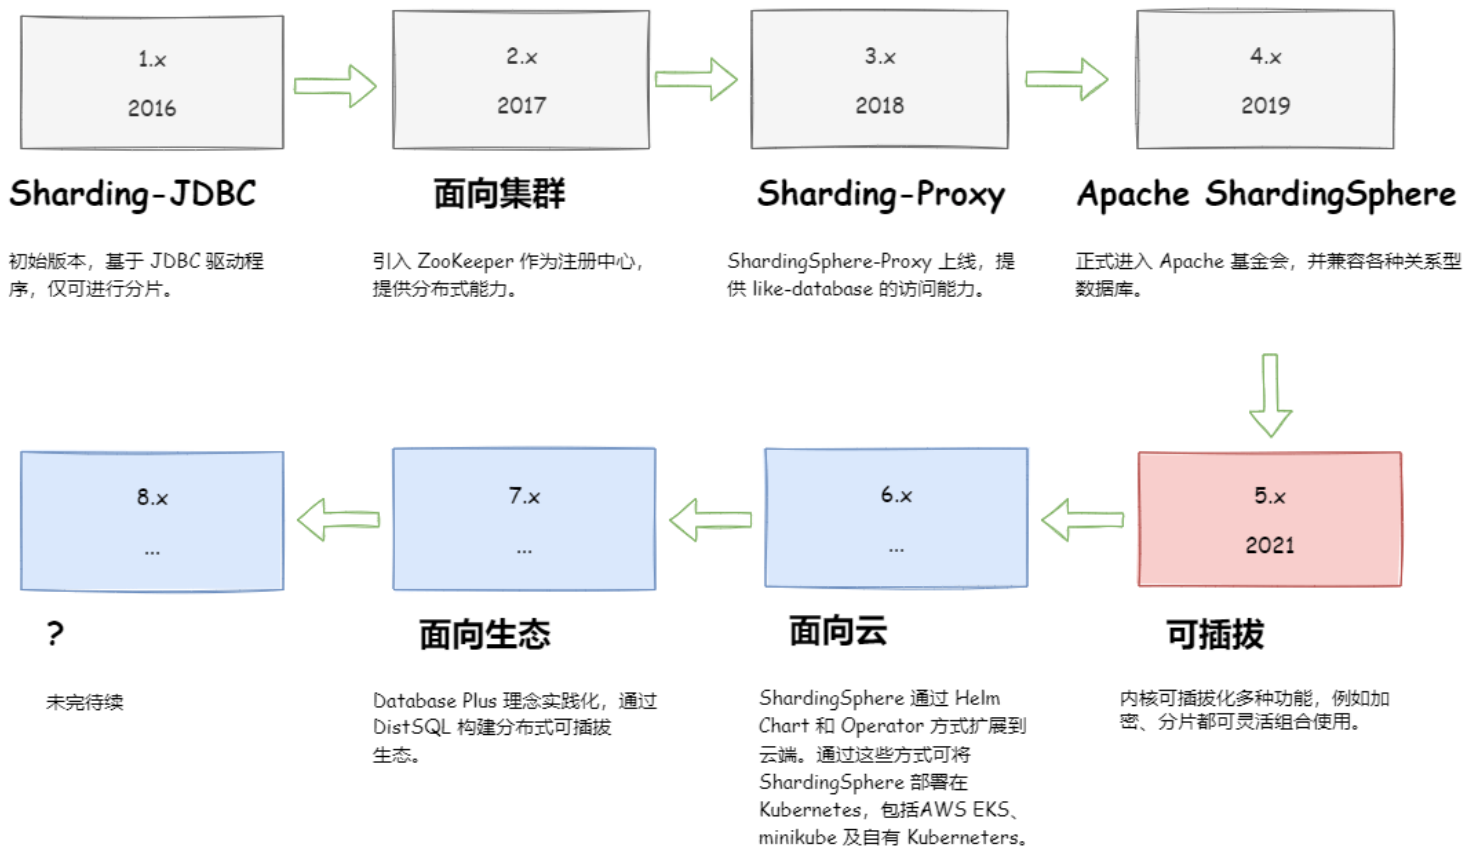 1.x
2016
Sharding-JDBC
初始版本，基于 JDBC 驱动程
序，仅可进行分片。
2.x
2017
面向集群
引入 ZooKeeper 作为注册中心，
提供分布式能力。
3.x
2018
Sharding-Proxy
ShardingSphere-Proxy 上线，提
供 like-database 的访问能力。
4.x
2019
Apache ShardingSphere
正式进入 Apache 基金会，并兼容各种关系型
数据库。
5.x
2021
可插拔
内核可插拔化多种功能，例如加
密、分片都可灵活组合使用。
6.x
...
面向云
ShardingSphere 通过 Helm
Chart 和 Operator 方式扩展到
云端。通过这些方式可将
ShardingSphere 部署在
Kubernetes，包括AWS EKS、
minikube 及自有 Kuberneters。
7.x
...
面向生态
Database Plus 理念实践化，通过
DistSQL 构建分布式可插拔
生态。
8.x
...
?
未完待续